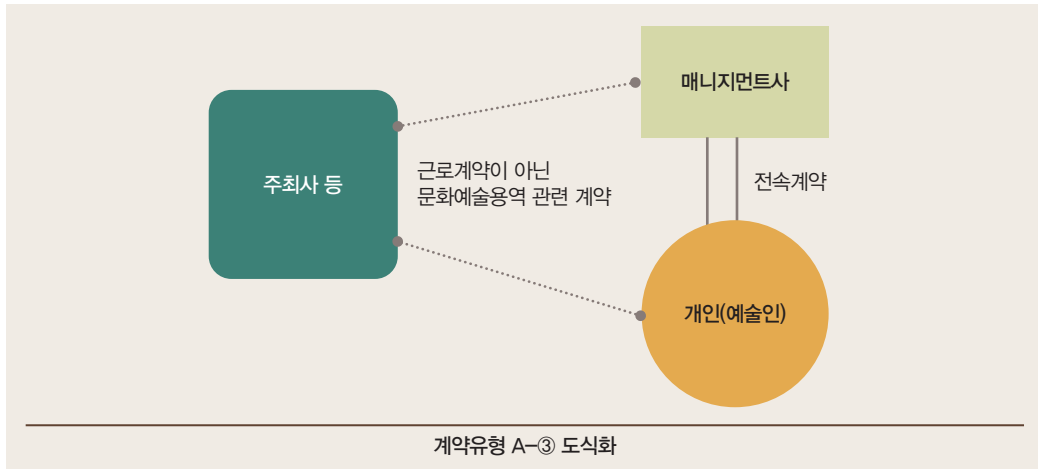 매니지먼트사
주최사 등
근로계약이 아닌
문화예술용역 관련 계약
전속계약
개인(예술인)
계약유형 A-③ 도식화